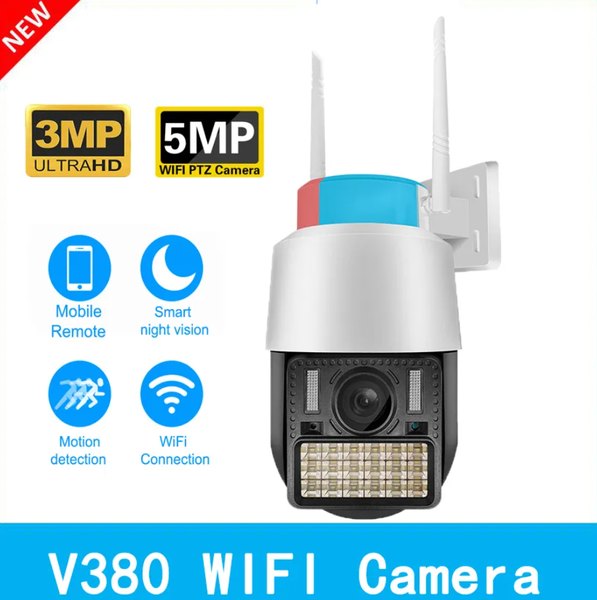 NEW
3MP
ULTRAHD
5MP
WIFI PTZ Camera
Mobile
Remote
Smart
night vision
Motion
detection
WiFi
Connection
V380 WIFI Camera